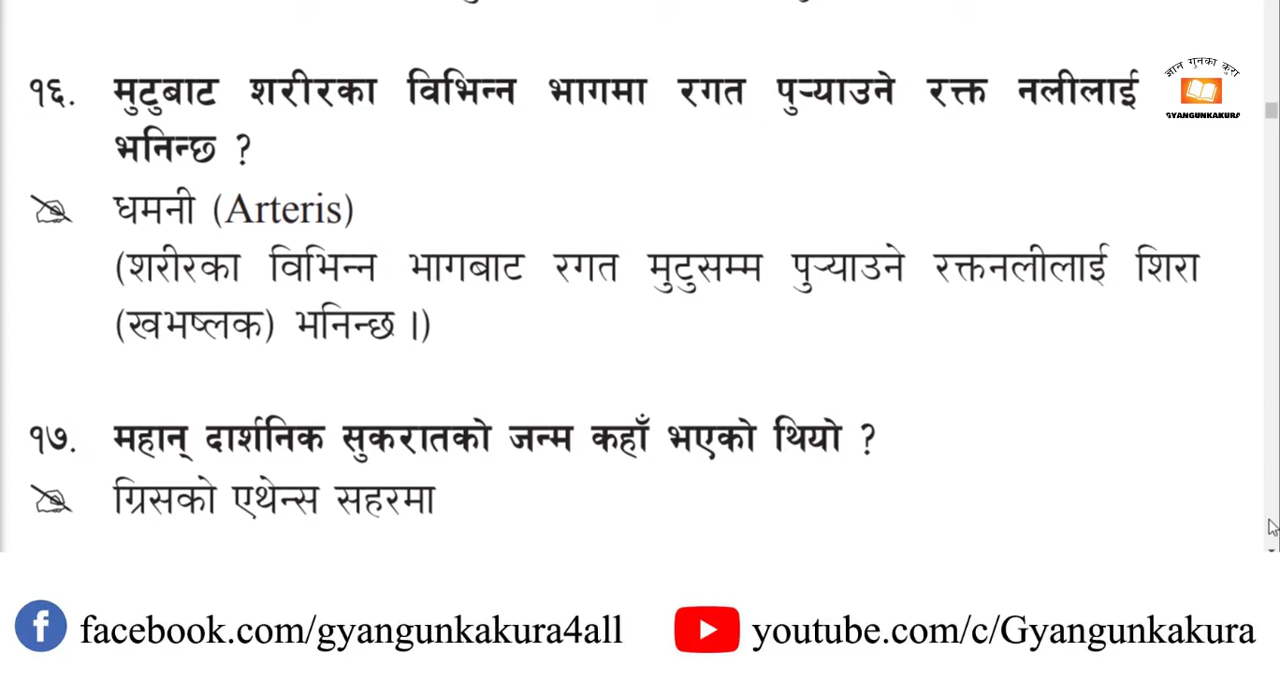 ज्ञान गुनका कुरा
GYANGUNKAKURA
१६. मुटुबाट शरीरका विभिन्न भागमा रगत पुऱ्याउने रक्त नलीलाई
भनिन्छ ?
धमनी (Arteris)
(शरीरका विभिन्न भागबाट रगत मुटुसम्म पुऱ्याउने रक्तनलीलाई शिरा
(खभष्लक) भनिन्छ ।)
१७. महान् दार्शनिक सुकरातको जन्म कहाँ भएको थियो ?
ग्रिसको एथेन्स सहरमा
facebook.com/gyangunkakura4all
youtube.com/c/Gyangunkakura